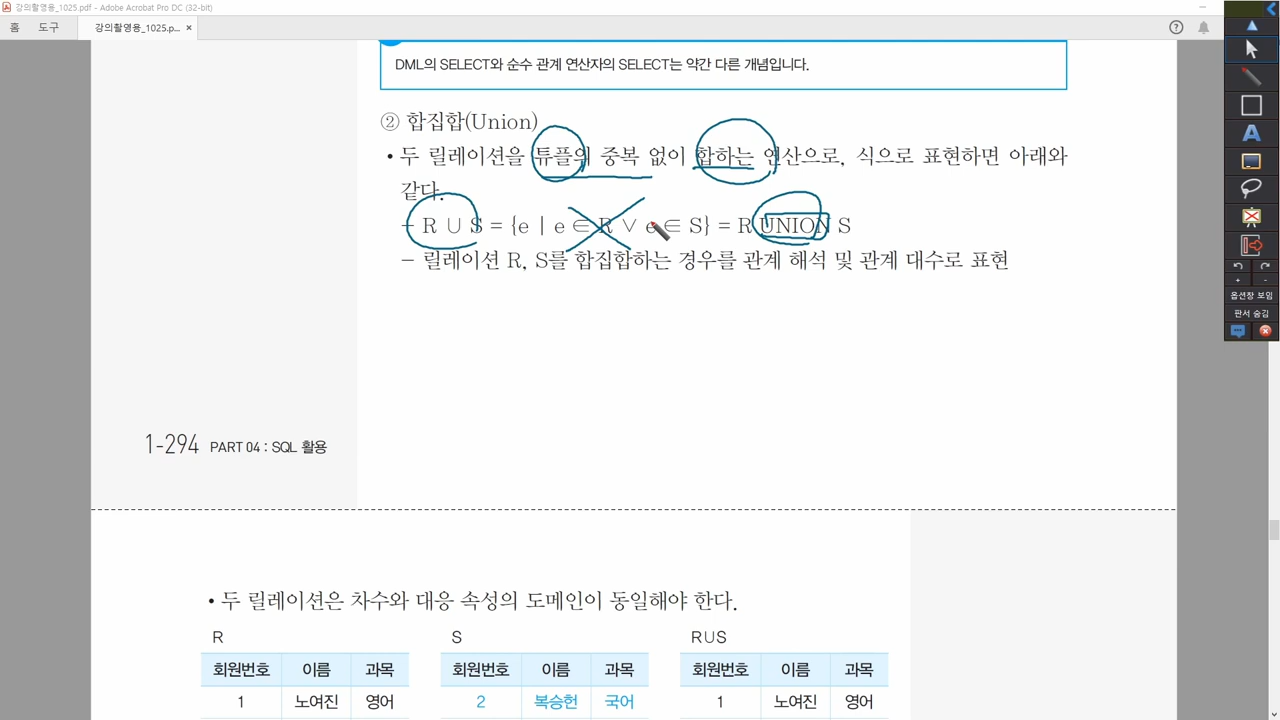 강의촬영용_1025.pdf - Adobe Acrobat Pro DC (32-bit)
홈 도구 강의촬영용_1025.p... ×
DML의 SELECT와 순수 관계 연산자의 SELECT는 약간 다른 개념입니다.
② 합집합(Union)
• 두 릴레이션을 튜플의 중복 없이 합하는 연산으로, 식으로 표현하면 아래와
같다.
- R ∪ S = {e | e ∈ R ∨ e ∈ S} = R UNION S
- 릴레이션 R, S를 합집합하는 경우를 관계 해석 및 관계 대수로 표현
1-294 PART 04 : SQL 활용
• 두 릴레이션은 차수와 대응 속성의 도메인이 동일해야 한다.
R S R∪S
회원번호 이름 과목 회원번호 이름 과목 회원번호 이름 과목
1 노여진 영어 2 복승헌 국어 1 노여진 영어
A
+ -
옵션창 보임
판서 숨김